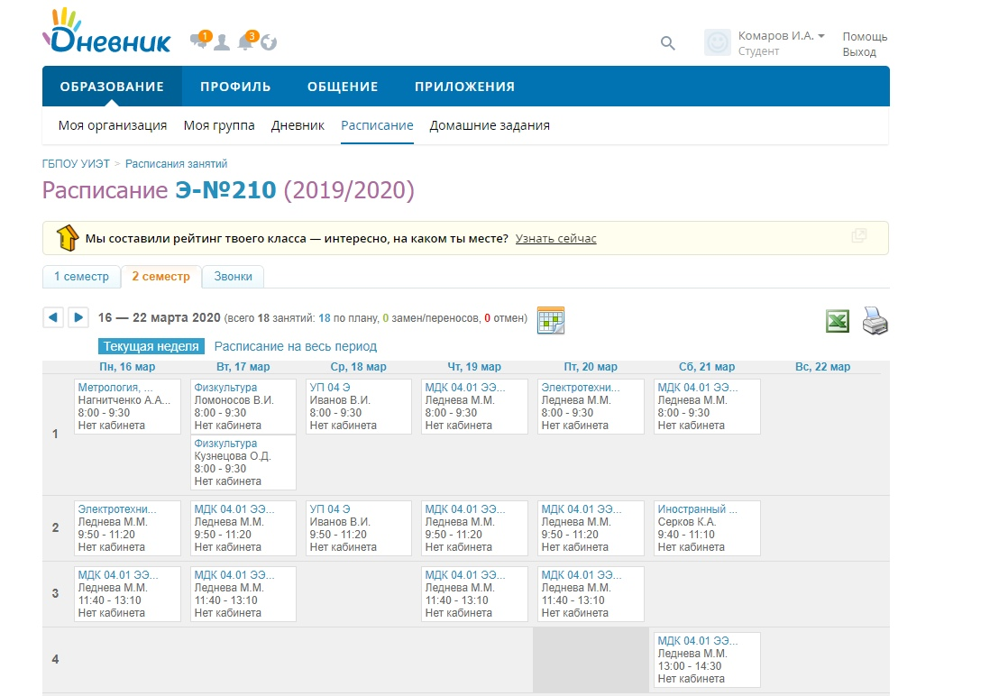 Дневник
1
3
Комаров И.А.
Студент
Помощь
Выход
ОБРАЗОВАНИЕ ПРОФИЛЬ ОБЩЕНИЕ ПРИЛОЖЕНИЯ
Моя организация Моя группа Дневник Расписание Домашние задания
ГБПОУ УИЭТ > Расписания занятий
Расписание Э-№210 (2019/2020)
Мы составили рейтинг твоего класса — интересно, на каком ты месте? Узнать сейчас
1 семестр 2 семестр Звонки
16 — 22 марта 2020 (всего 18 занятий: 18 по плану, 0 замен/переносов, 0 отмен)
Текущая неделя Расписание на весь период
Пн, 16 мар Вт, 17 мар Ср, 18 мар Чт, 19 мар Пт, 20 мар Сб, 21 мар Вс, 22 мар
1
Метрология, ...
Нагнитченко А.А...
8:00 - 9:30
Нет кабинета
Физкультура
Ломоносов В.И.
8:00 - 9:30
Нет кабинета
Физкультура
Кузнецова О.Д.
8:00 - 9:30
Нет кабинета
УП 04 Э
Иванов В.И.
8:00 - 9:30
Нет кабинета
МДК 04.01 ЭЭ...
Леднева М.М.
8:00 - 9:30
Нет кабинета
Электротехни...
Леднева М.М.
8:00 - 9:30
Нет кабинета
МДК 04.01 ЭЭ...
Леднева М.М.
8:00 - 9:30
Нет кабинета
2
Электротехни...
Леднева М.М.
9:50 - 11:20
Нет кабинета
МДК 04.01 ЭЭ...
Леднева М.М.
9:50 - 11:20
Нет кабинета
УП 04 Э
Иванов В.И.
9:50 - 11:20
Нет кабинета
МДК 04.01 ЭЭ...
Леднева М.М.
9:50 - 11:20
Нет кабинета
МДК 04.01 ЭЭ...
Леднева М.М.
9:50 - 11:20
Нет кабинета
Иностранный ...
Серков К.А.
9:40 - 11:10
Нет кабинета
3
МДК 04.01 ЭЭ...
Леднева М.М.
11:40 - 13:10
Нет кабинета
МДК 04.01 ЭЭ...
Леднева М.М.
11:40 - 13:10
Нет кабинета
МДК 04.01 ЭЭ...
Леднева М.М.
11:40 - 13:10
Нет кабинета
МДК 04.01 ЭЭ...
Леднева М.М.
11:40 - 13:10
Нет кабинета
4
МДК 04.01 ЭЭ...
Леднева М.М.
13:00 - 14:30
Нет кабинета